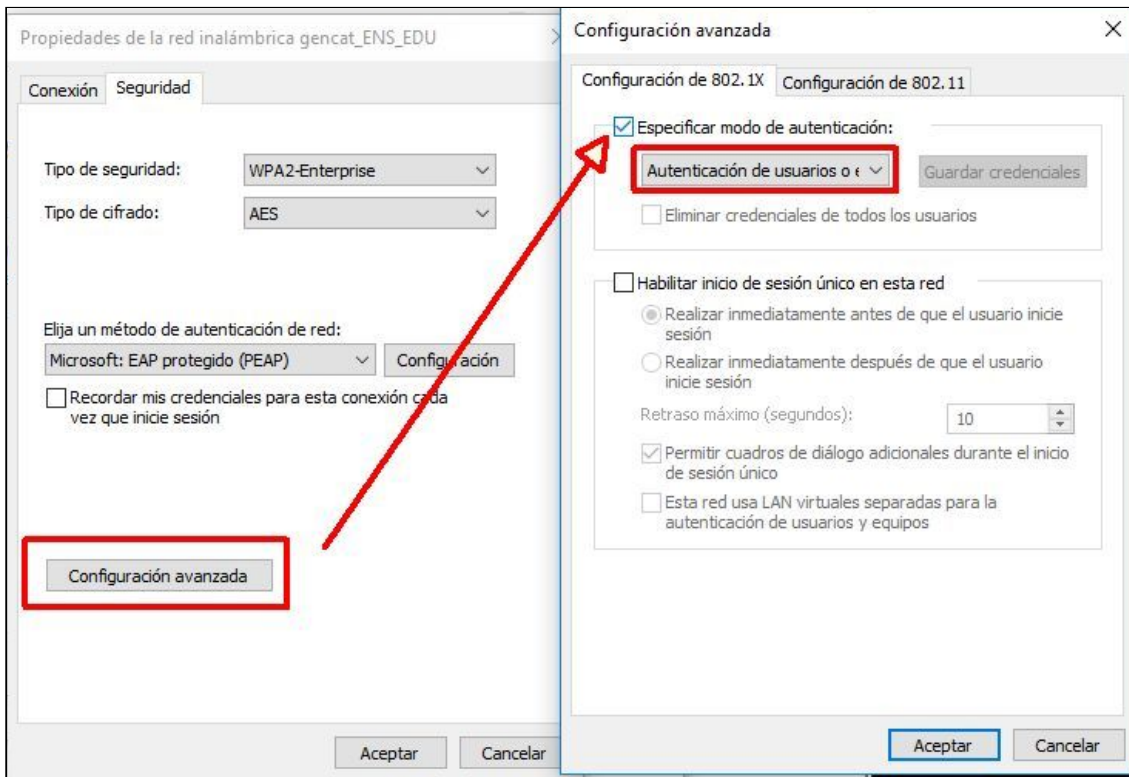 Propiedades de la red inalámbrica gencat_ENS_EDU
Conexión
Seguridad
Tipo de seguridad:
WPA2-Enterprise
Tipo de cifrado:
AES
Elija un método de autenticación de red:
Microsoft: EAP protegido (PEAP)
Configuración
Recordar mis credenciales para esta conexión cada
vez que inicie sesión
Configuración avanzada
Aceptar
Cancelar
Configuración avanzada
Configuración de 802.1X
Configuración de 802.11
Especificar modo de autenticación:
Autenticación de usuarios o e
Guardar credenciales
Eliminar credenciales de todos los usuarios
Habilitar inicio de sesión único en esta red
Realizar inmediatamente antes de que el usuario inicie
sesión
Realizar inmediatamente después de que el usuario
inicie sesión
Retraso máximo (segundos):
10
Permitir cuadros de diálogo adicionales durante el inicio
de sesión único
Esta red usa LAN virtuales separadas para la
autenticación de usuarios y equipos
Aceptar
Cancelar